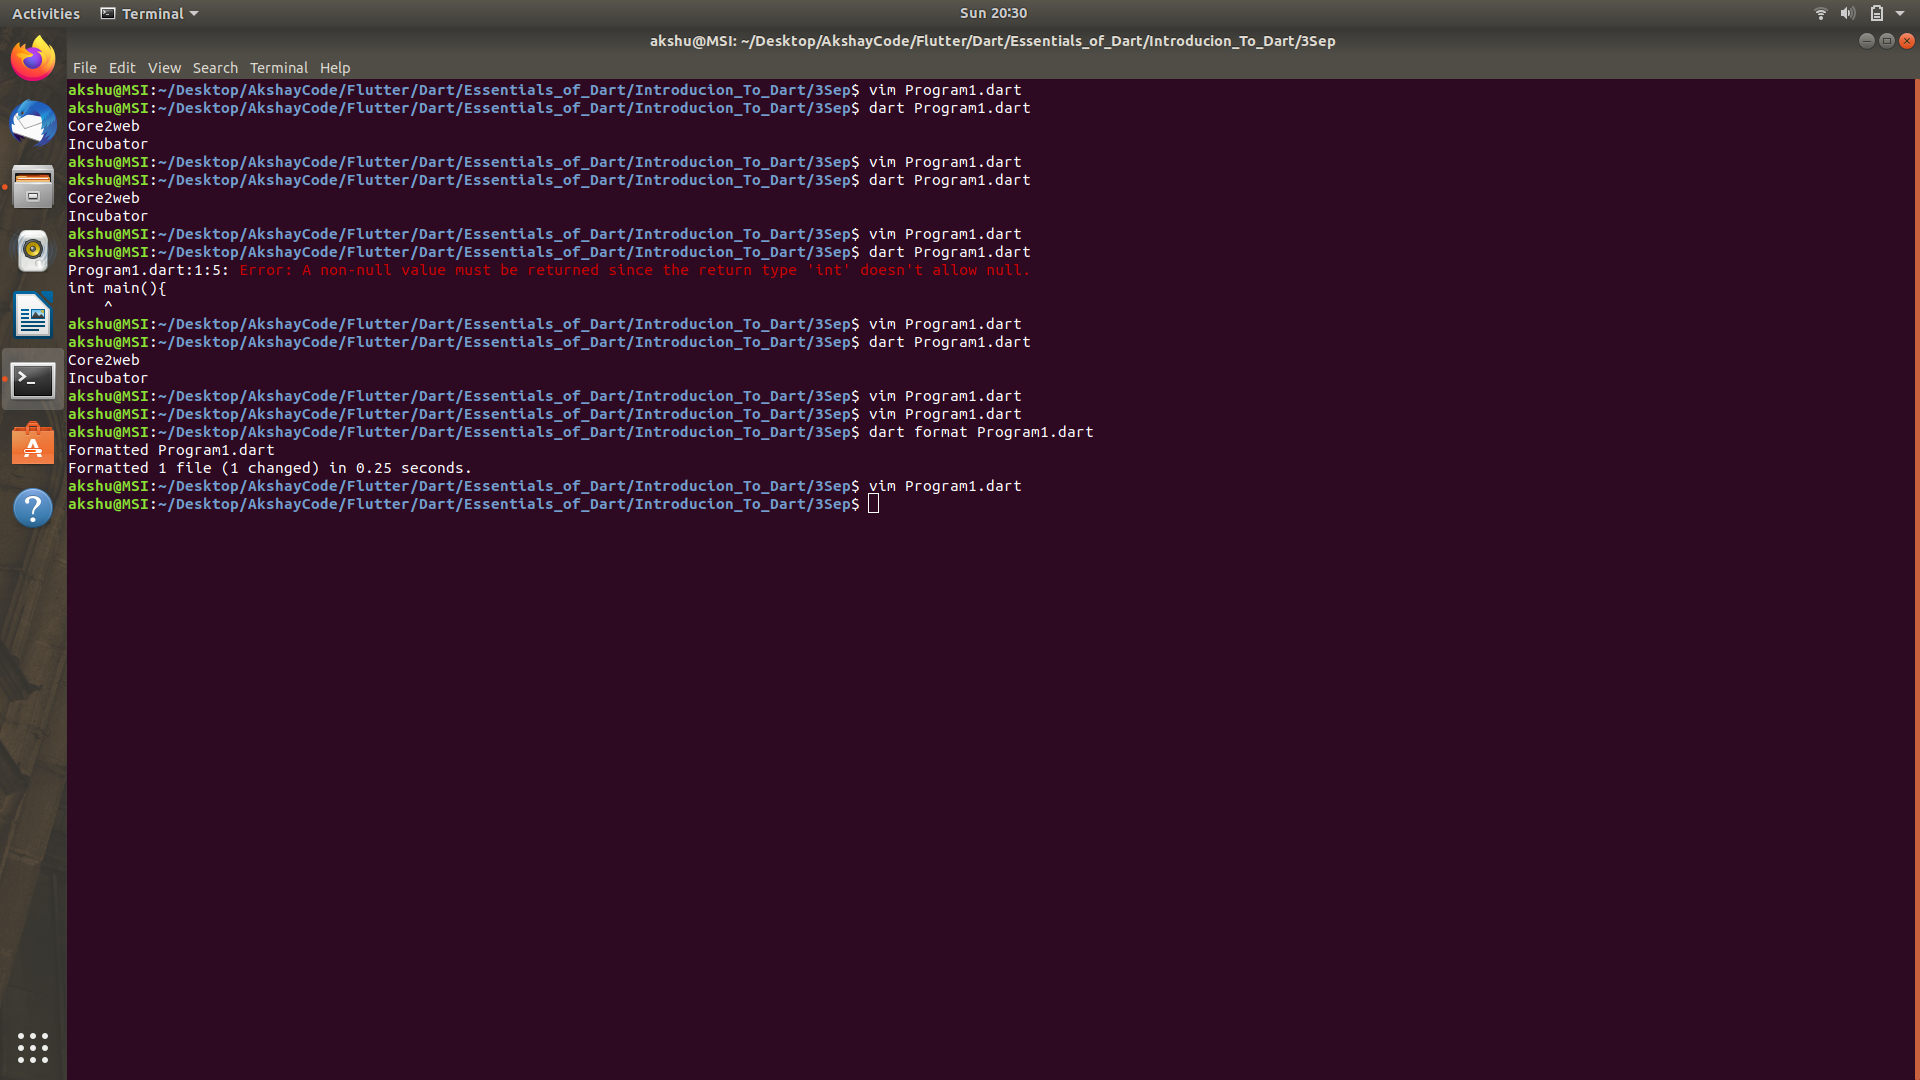 Activities Terminal Sun 20:30
akshu@MSI: ~/Desktop/AkshayCode/Flutter/Dart/Essentials_of_Dart/Introducion_To_Dart/3Sep
File Edit View Search Terminal Help
akshu@MSI:~/Desktop/AkshayCode/Flutter/Dart/Essentials_of_Dart/Introducion_To_Dart/3Sep$ vim Program1.dart
akshu@MSI:~/Desktop/AkshayCode/Flutter/Dart/Essentials_of_Dart/Introducion_To_Dart/3Sep$ dart Program1.dart
Core2web
Incubator
akshu@MSI:~/Desktop/AkshayCode/Flutter/Dart/Essentials_of_Dart/Introducion_To_Dart/3Sep$ vim Program1.dart
akshu@MSI:~/Desktop/AkshayCode/Flutter/Dart/Essentials_of_Dart/Introducion_To_Dart/3Sep$ dart Program1.dart
Core2web
Incubator
akshu@MSI:~/Desktop/AkshayCode/Flutter/Dart/Essentials_of_Dart/Introducion_To_Dart/3Sep$ vim Program1.dart
akshu@MSI:~/Desktop/AkshayCode/Flutter/Dart/Essentials_of_Dart/Introducion_To_Dart/3Sep$ dart Program1.dart
Program1.dart:1:5: Error: A non-null value must be returned since the return type 'int' doesn't allow null.
int main(){
    ^
akshu@MSI:~/Desktop/AkshayCode/Flutter/Dart/Essentials_of_Dart/Introducion_To_Dart/3Sep$ vim Program1.dart
akshu@MSI:~/Desktop/AkshayCode/Flutter/Dart/Essentials_of_Dart/Introducion_To_Dart/3Sep$ dart Program1.dart
Core2web
Incubator
akshu@MSI:~/Desktop/AkshayCode/Flutter/Dart/Essentials_of_Dart/Introducion_To_Dart/3Sep$ vim Program1.dart
akshu@MSI:~/Desktop/AkshayCode/Flutter/Dart/Essentials_of_Dart/Introducion_To_Dart/3Sep$ vim Program1.dart
akshu@MSI:~/Desktop/AkshayCode/Flutter/Dart/Essentials_of_Dart/Introducion_To_Dart/3Sep$ dart format Program1.dart
Formatted Program1.dart
Formatted 1 file (1 changed) in 0.25 seconds.
akshu@MSI:~/Desktop/AkshayCode/Flutter/Dart/Essentials_of_Dart/Introducion_To_Dart/3Sep$ vim Program1.dart
akshu@MSI:~/Desktop/AkshayCode/Flutter/Dart/Essentials_of_Dart/Introducion_To_Dart/3Sep$